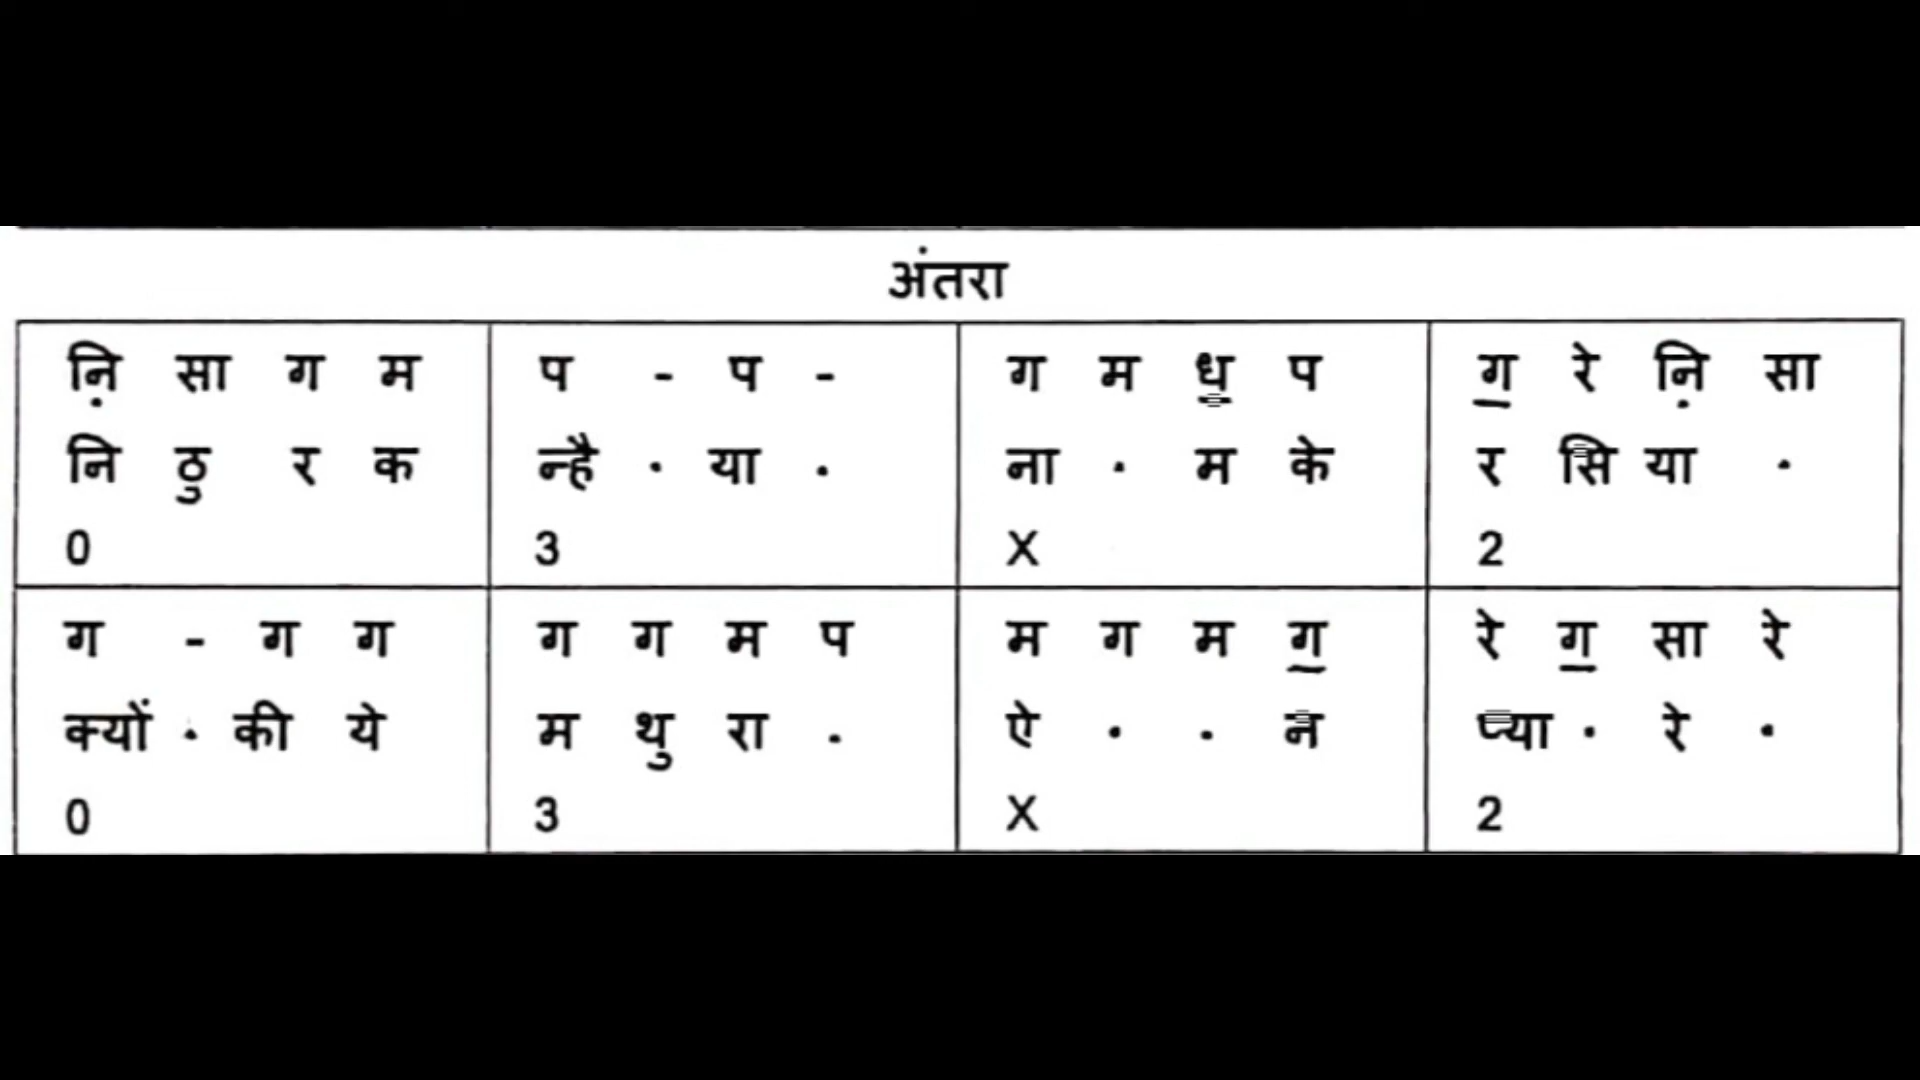 अंतरा
नि़ सा ग म प - प - ग म ध॒ प ग॒ रे नि़ सा
नि ठु र क न्है · या · ना · म के र सि या ·
0 3 X 2
ग - ग ग ग ग म प म ग म ग॒ रे ग॒ सा रे
क्यों · की ये म थु रा · ऐ · · न प्या · रे ·
0 3 X 2